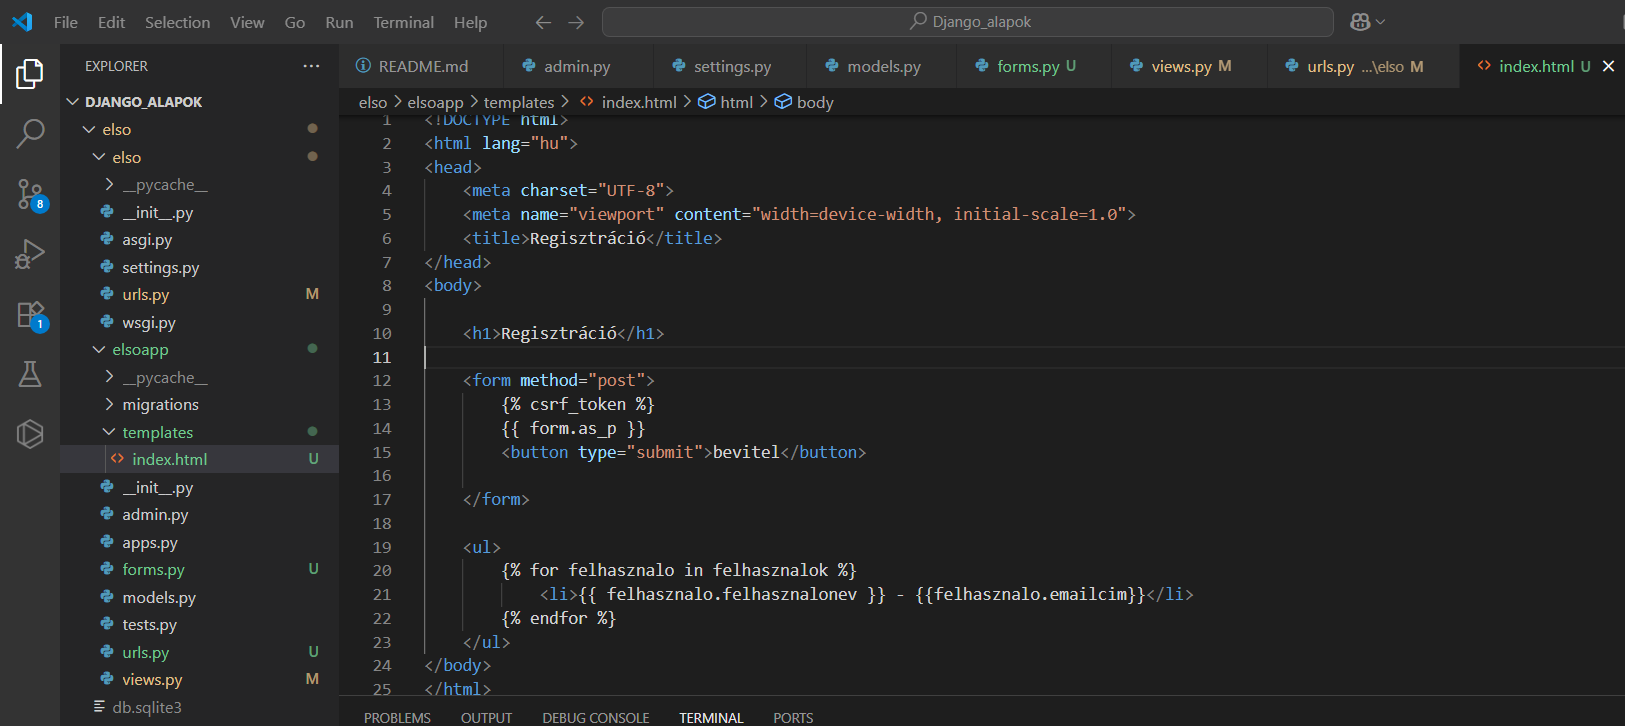 File Edit Selection View Go Run Terminal Help
Django_alapok
EXPLORER
DJANGO_ALAPOK
elso
elso
__pycache__
__init__.py
asgi.py
settings.py
urls.py M
wsgi.py
elsoapp
__pycache__
migrations
templates
index.html U
__init__.py
admin.py
apps.py
forms.py U
models.py
tests.py
urls.py U
views.py M
db.sqlite3
8
1
README.md admin.py settings.py models.py forms.py U views.py M urls.py ...\elso M index.html U
elso > elsoapp > templates > index.html > html > body
1 <!DOCTYPE html>
2 <html lang="hu">
3 <head>
4 <meta charset="UTF-8">
5 <meta name="viewport" content="width=device-width, initial-scale=1.0">
6 <title>Regisztráció</title>
7 </head>
8 <body>
9
10 <h1>Regisztráció</h1>
11
12 <form method="post">
13 {% csrf_token %}
14 {{ form.as_p }}
15 <button type="submit">bevitel</button>
16
17 </form>
18
19 <ul>
20 {% for felhasznalo in felhasznalok %}
21 <li>{{ felhasznalo.felhasznalonev }} - {{felhasznalo.emailcim}}</li>
22 {% endfor %}
23 </ul>
24 </body>
25 </html>
PROBLEMS OUTPUT DEBUG CONSOLE TERMINAL PORTS